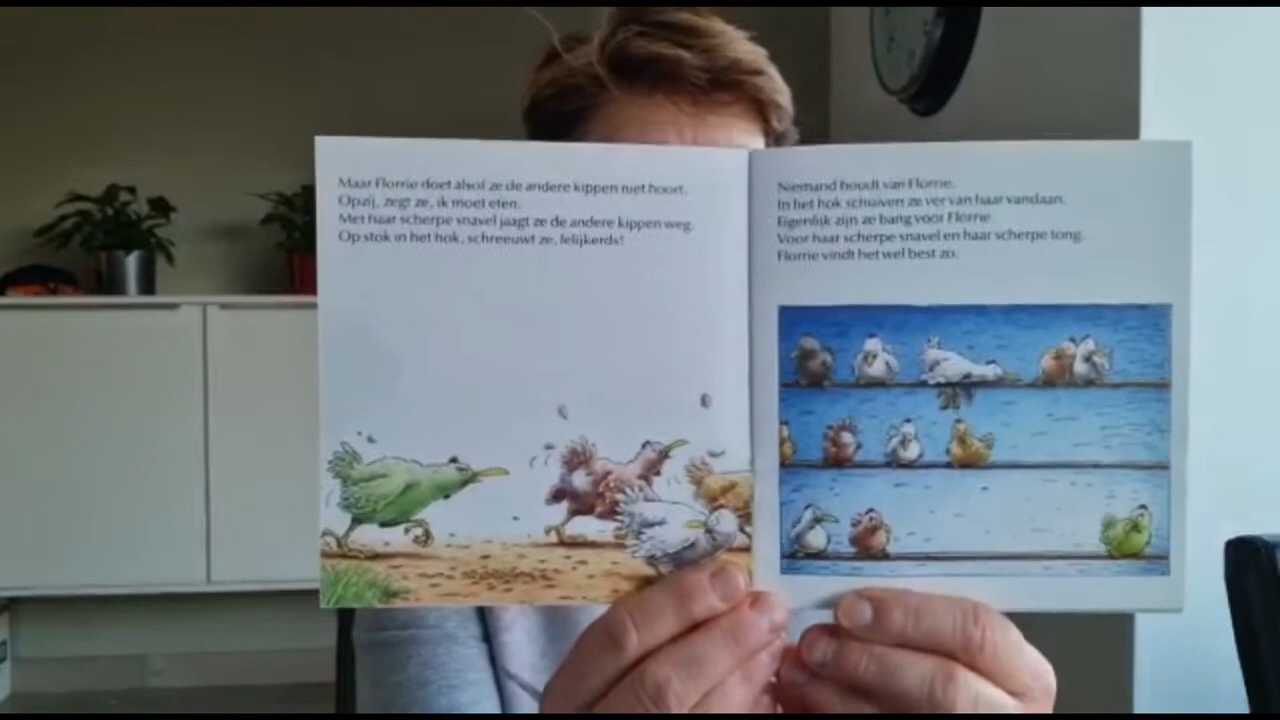 Maar Florrie doet alsof ze de andere kippen niet hoort.
Opzij, zegt ze, ik moet eten.
Met haar scherpe snavel jaagt ze de andere kippen weg.
Op stok in het hok, schreeuwt ze, lelijkerds!
Niemand houdt van Florrie.
In het hok schuiven ze ver van haar vandaan.
Eigenlijk zijn ze bang voor Florrie.
Voor haar scherpe snavel en haar scherpe tong.
Florrie vindt het wel best zo.